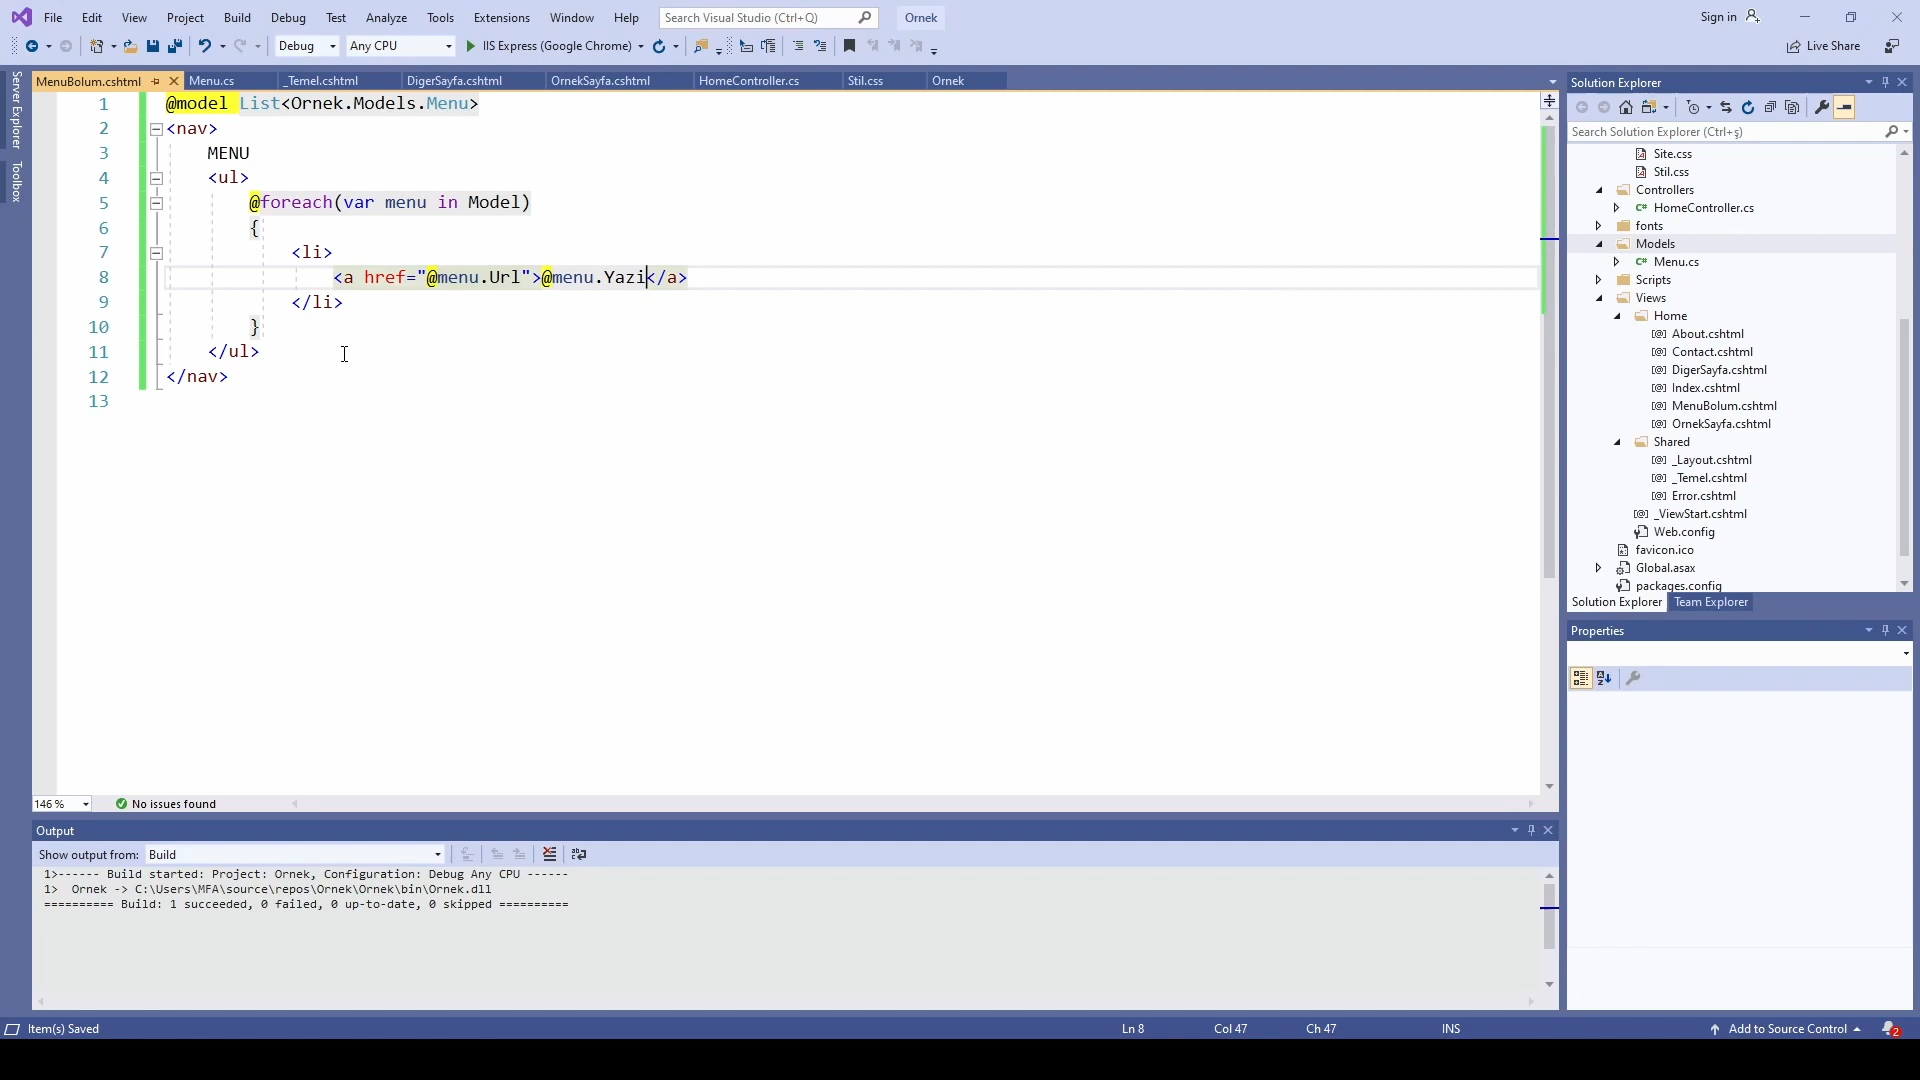 File Edit View Project Build Debug Test Analyze Tools Extensions Window Help Search Visual Studio (Ctrl+Q) Ornek Sign in
Debug Any CPU IIS Express (Google Chrome) Live Share
MenuBolum.cshtml Menu.cs _Temel.cshtml DigerSayfa.cshtml OrnekSayfa.cshtml HomeController.cs Stil.css Ornek
Server Explorer
Toolbox
1 @model List<Ornek.Models.Menu>
2 <nav>
3 MENU
4 <ul>
5 @foreach(var menu in Model)
6 {
7 <li>
8 <a href="@menu.Url">@menu.Yazi</a>
9 </li>
10 }
11 </ul>
12 </nav>
13
146 % No issues found
Output
Show output from: Build
1>------ Build started: Project: Ornek, Configuration: Debug Any CPU ------
1> Ornek -> C:\Users\MFA\source\repos\Ornek\Ornek\bin\Ornek.dll
========== Build: 1 succeeded, 0 failed, 0 up-to-date, 0 skipped ==========
Solution Explorer
Search Solution Explorer (Ctrl+ş)
Site.css
Stil.css
Controllers
C# HomeController.cs
fonts
Models
C# Menu.cs
Scripts
Views
Home
[@] About.cshtml
[@] Contact.cshtml
[@] DigerSayfa.cshtml
[@] Index.cshtml
[@] MenuBolum.cshtml
[@] OrnekSayfa.cshtml
Shared
[@] _Layout.cshtml
[@] _Temel.cshtml
[@] Error.cshtml
[@] _ViewStart.cshtml
Web.config
favicon.ico
Global.asax
packages.config
Solution Explorer Team Explorer
Properties
Item(s) Saved Ln 8 Col 47 Ch 47 INS Add to Source Control 2